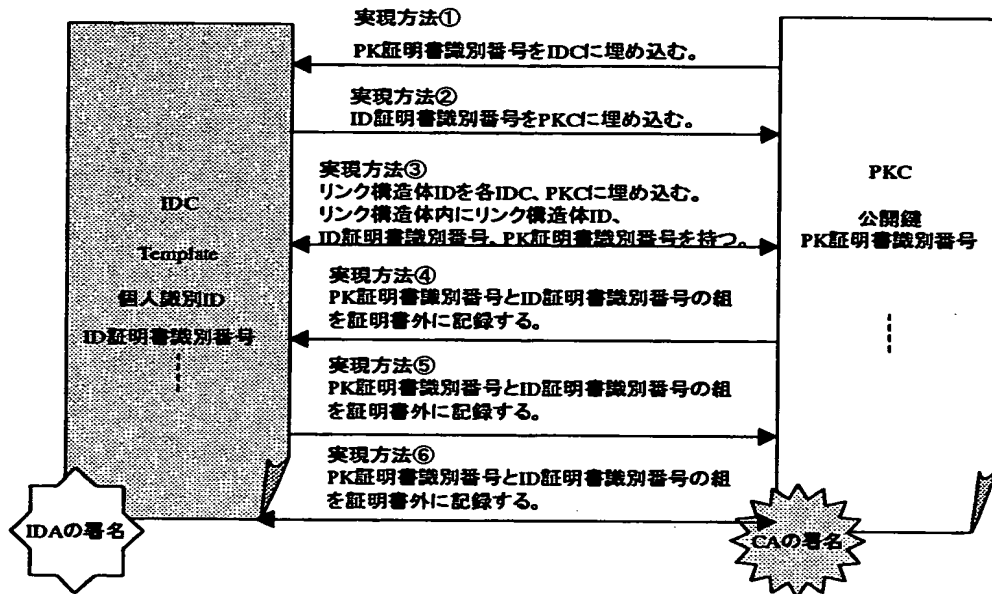 実現方法①
PK証明書識別番号をIDCに埋め込む。
実現方法②
ID証明書識別番号をPKCに埋め込む。
実現方法③
リンク構造体IDを各IDC、PKCに埋め込む。
リンク構造体内にリンク構造体ID、
ID証明書識別番号、PK証明書識別番号を持つ。
実現方法④
PK証明書識別番号とID証明書識別番号の組
を証明書外に記録する。
実現方法⑤
PK証明書識別番号とID証明書識別番号の組
を証明書外に記録する。
実現方法⑥
PK証明書識別番号とID証明書識別番号の組
を証明書外に記録する。
IDC
Template
個人識別ID
ID証明書識別番号
IDAの署名
PKC
公開鍵
PK証明書識別番号
CAの署名